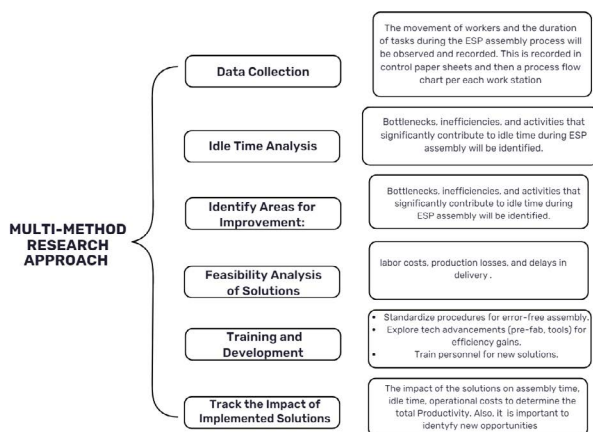 MULTI-METHOD
RESEARCH
APPROACH
Data Collection
The movement of workers and the duration
of tasks during the ESP assembly process will
be observed and recorded. This is recorded in
control paper sheets and then a process flow
chart per each work station
Idle Time Analysis
Bottlenecks, inefficiencies, and activities that
significantly contribute to idle time during ESP
assembly will be identified.
Identify Areas for
Improvement:
Bottlenecks, inefficiencies, and activities that
significantly contribute to idle time during
ESP assembly will be identified.
Feasibility Analysis
of Solutions
labor costs, production losses, and delays in
delivery .
Training and
Development
• Standardize procedures for error-free assembly.
• Explore tech advancements (pre-fab, tools) for
efficiency gains.
• Train personnel for new solutions.
Track the Impact of
Implemented Solutions
The impact of the solutions on assembly time,
idle time, operational costs to determine the
total Productivity. Also, it is important to
identyfy new opportunities